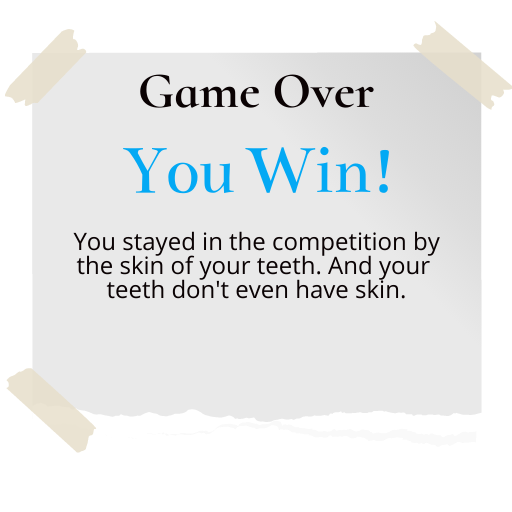 Game Over
You Win!
You stayed in the competition by
the skin of your teeth. And your
teeth don't even have skin.